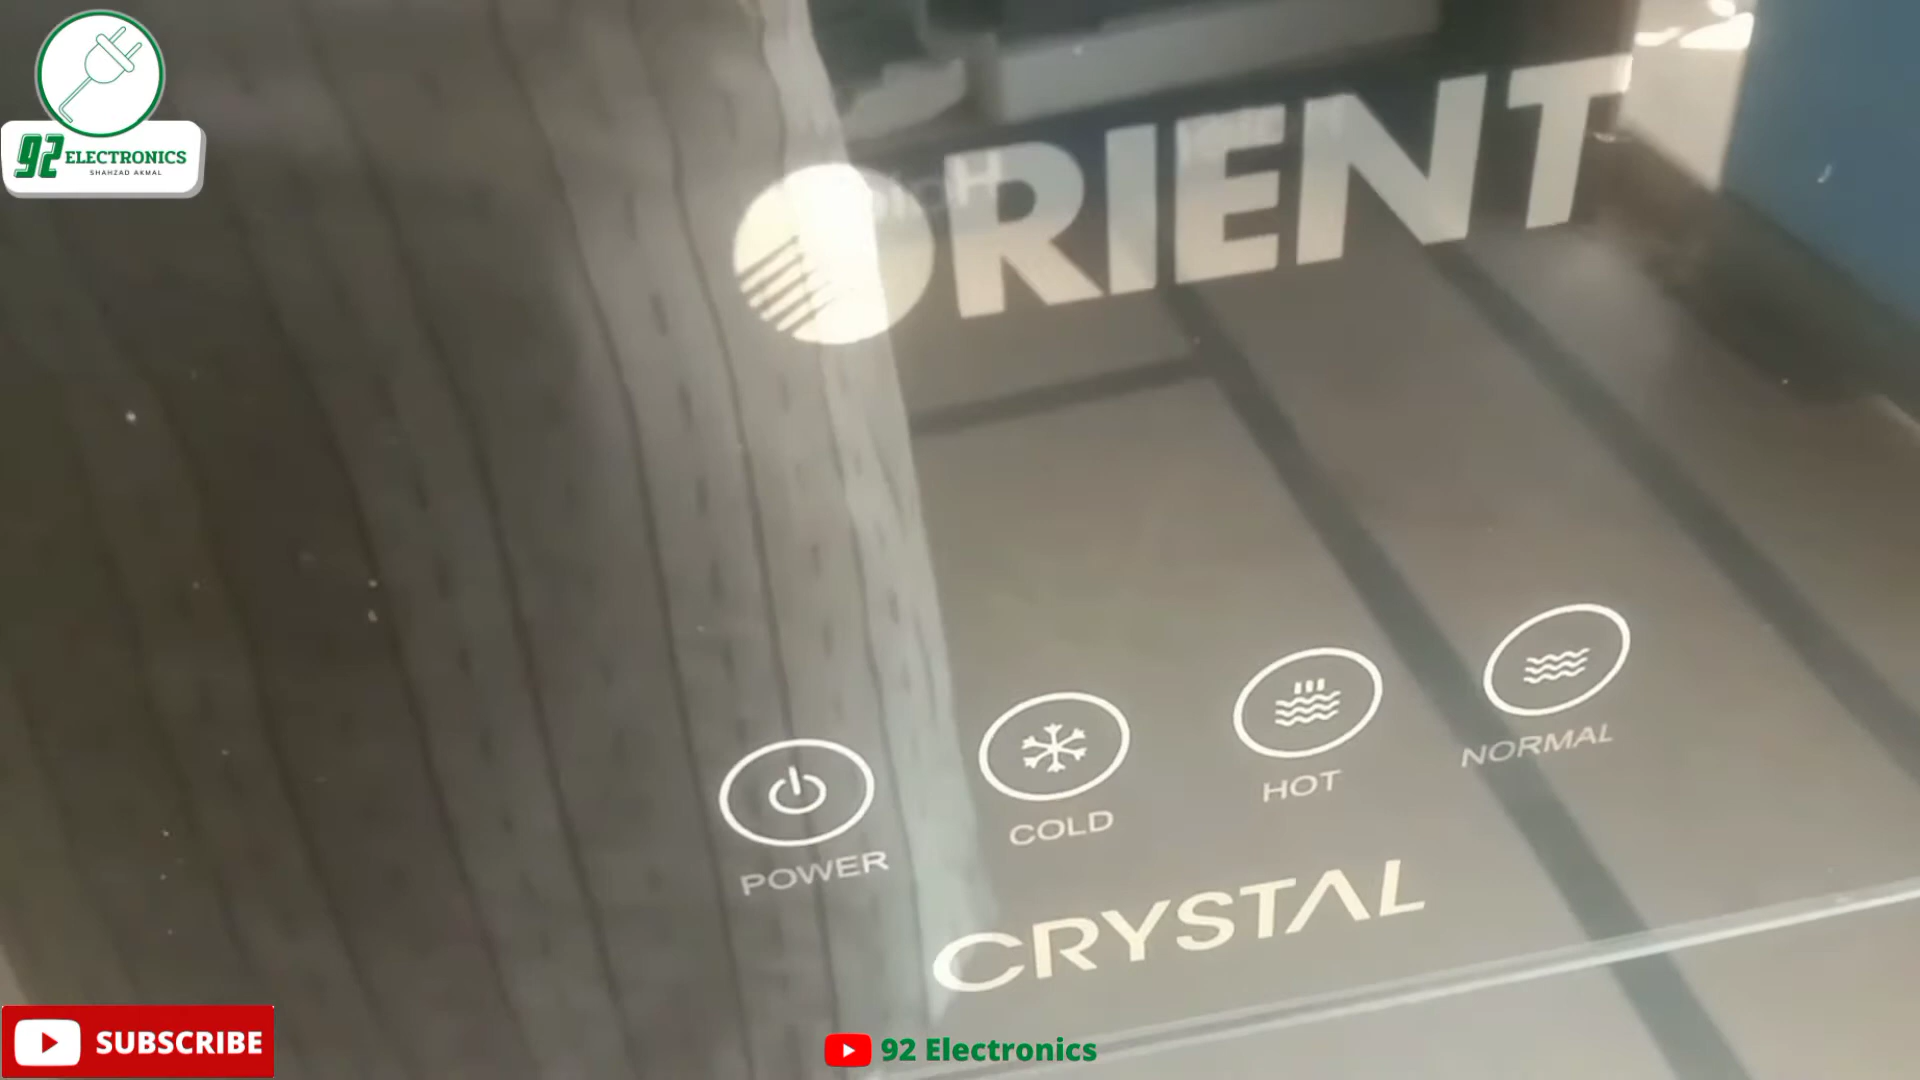 92 ELECTRONICS
SHAHZAD AKMAL
ORIENT
POWER
COLD
HOT
NORMAL
CRYSTAL
SUBSCRIBE
92 Electronics